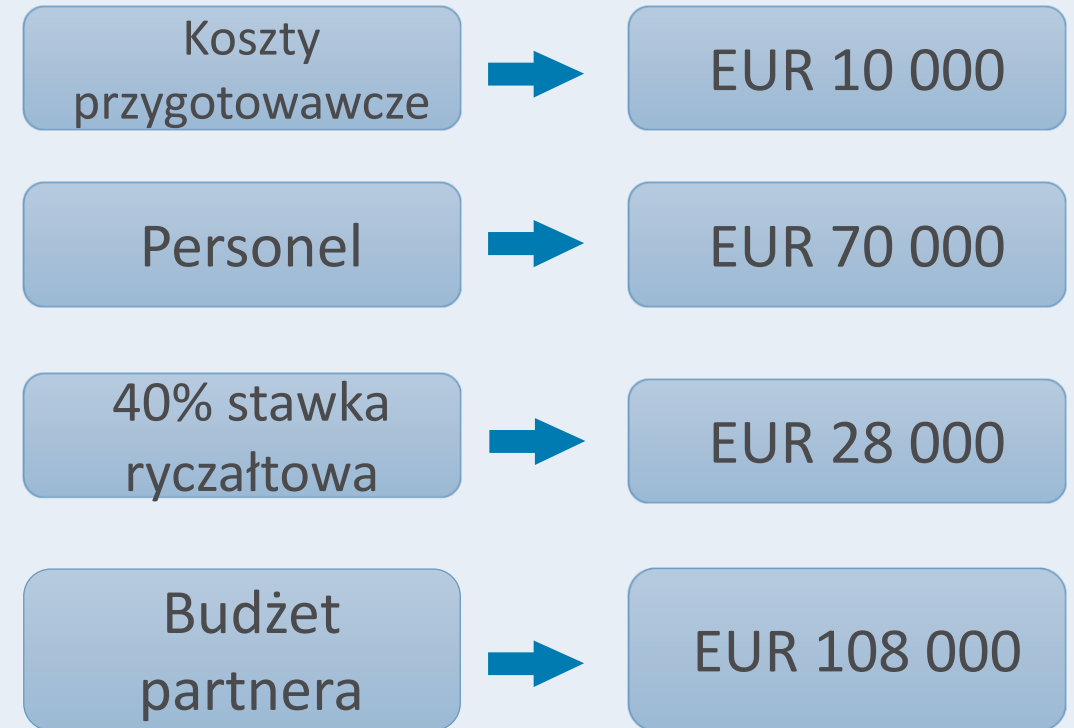 Koszty
przygotowawcze
EUR 10 000
Personel
EUR 70 000
40% stawka
ryczałtowa
EUR 28 000
Budżet
partnera
EUR 108 000